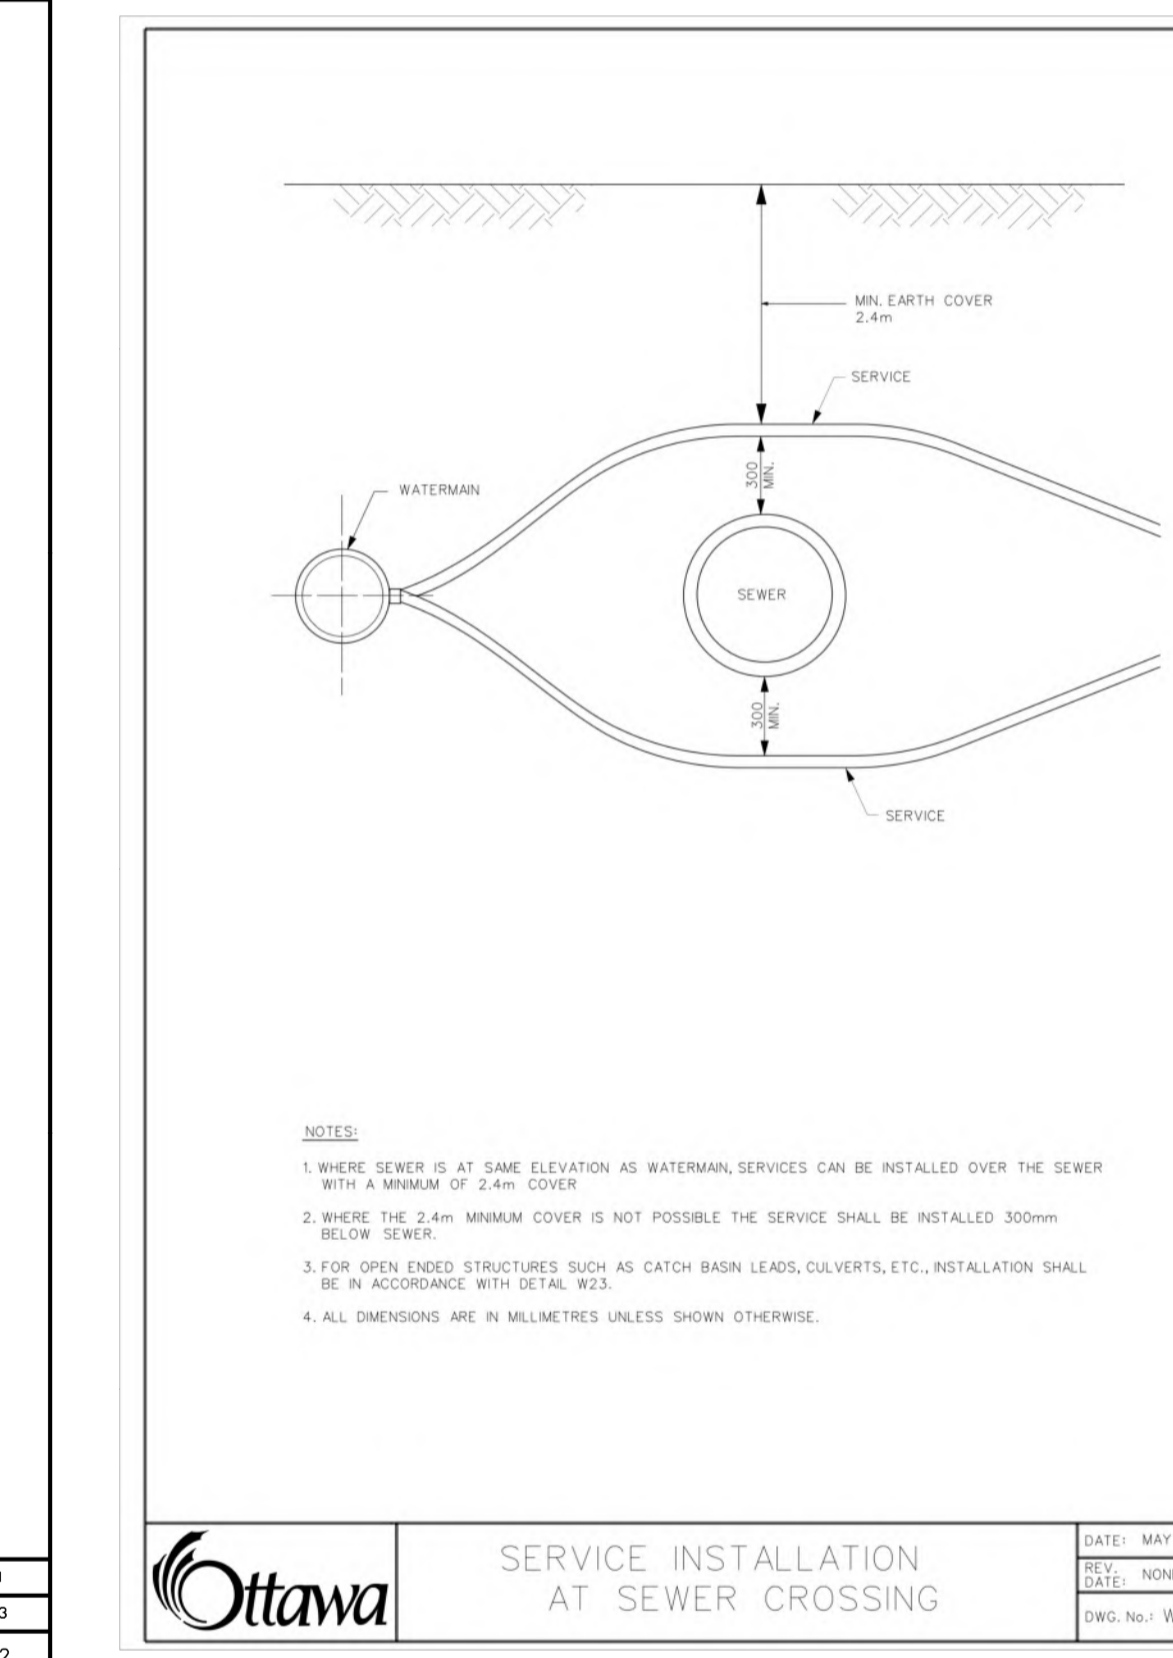 MIN. EARTH COVER
2.4m
SERVICE
300
MIN.
WATERMAIN
SEWER
300
MIN.
SERVICE
NOTES:
1. WHERE SEWER IS AT SAME ELEVATION AS WATERMAIN, SERVICES CAN BE INSTALLED OVER THE SEWER
WITH A MINIMUM OF 2.4m COVER
2. WHERE THE 2.4m MINIMUM COVER IS NOT POSSIBLE THE SERVICE SHALL BE INSTALLED 300mm
BELOW SEWER.
3. FOR OPEN ENDED STRUCTURES SUCH AS CATCH BASIN LEADS, CULVERTS, ETC., INSTALLATION SHALL
BE IN ACCORDANCE WITH DETAIL W23.
4. ALL DIMENSIONS ARE IN MILLIMETRES UNLESS SHOWN OTHERWISE.
Ottawa
SERVICE INSTALLATION
AT SEWER CROSSING
DATE: MAY
REV.
DATE:
DWG. No.: W
3
2